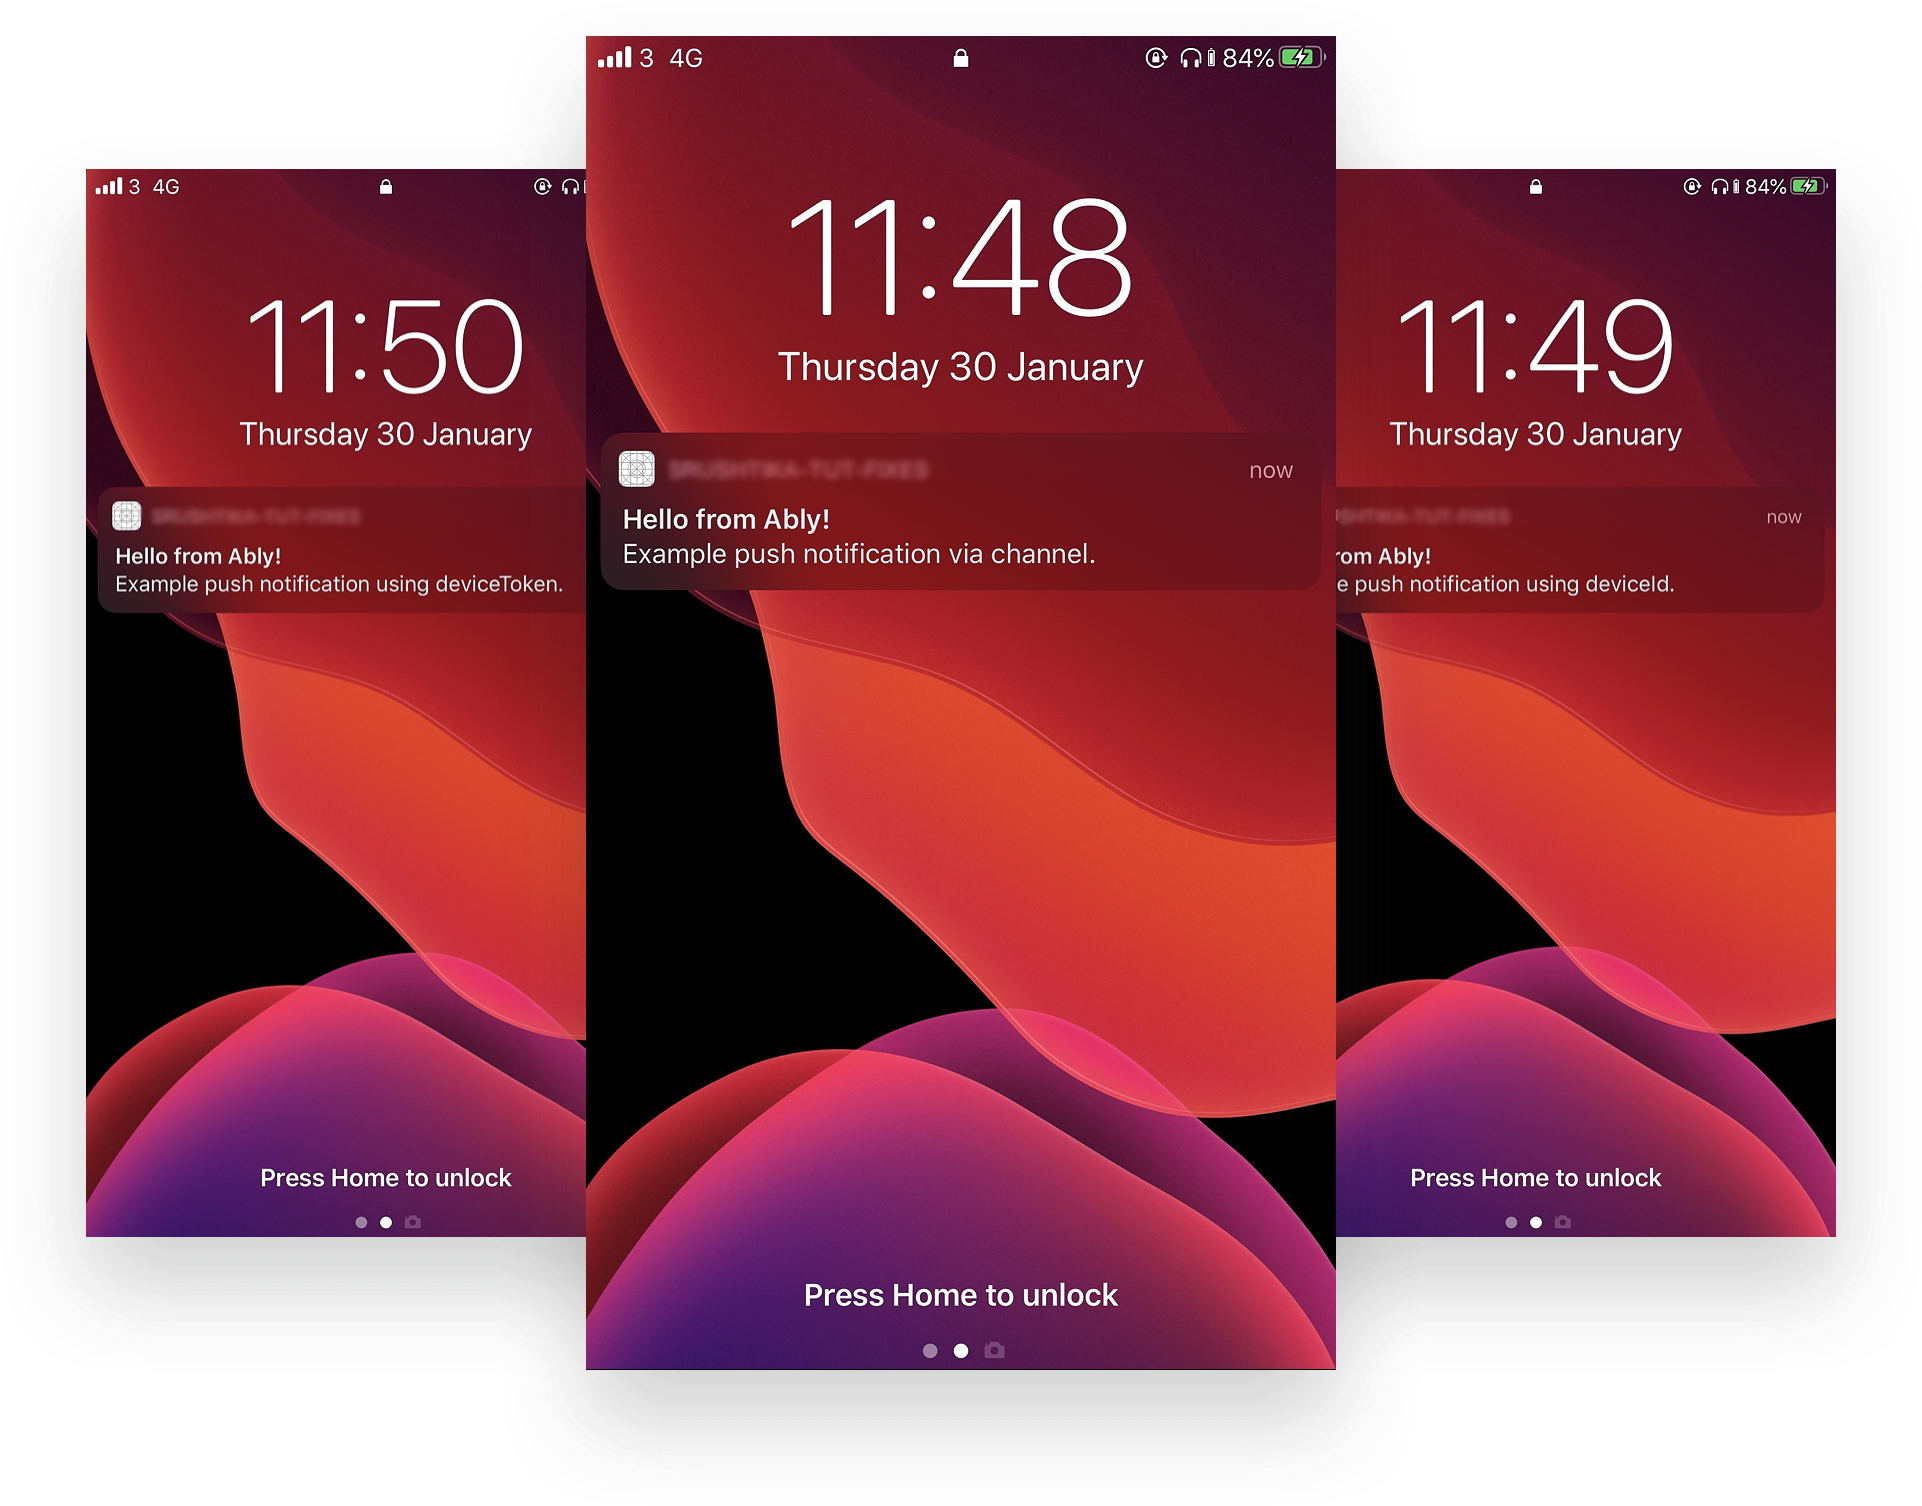 3 4G
11:50
Thursday 30 January
Hello from Ably!
Example push notification using deviceToken.
Press Home to unlock
3 4G
84%
11:48
Thursday 30 January
SRUSHTIKA-TUT-FIXES
now
Hello from Ably!
Example push notification via channel.
Press Home to unlock
84%
11:49
Thursday 30 January
now
rom Ably!
e push notification using deviceId.
Press Home to unlock